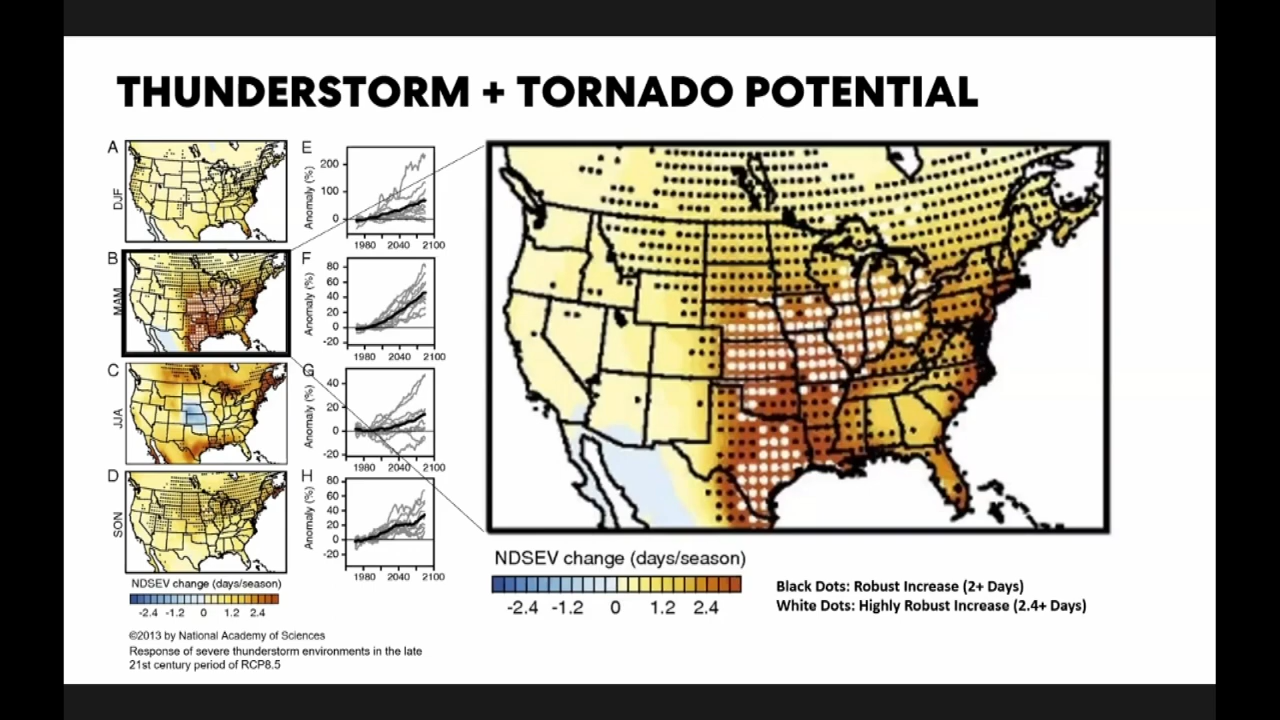 THUNDERSTORM + TORNADO POTENTIAL
A
DJF
B
MAM
C
JJA
D
SON
E
Anomaly (%)
200
100
0
1980 2040 2100
F
Anomaly (%)
80
60
40
20
0
-20
1980 2040 2100
G
Anomaly (%)
40
20
0
-20
1980 2040 2100
H
Anomaly (%)
80
60
40
20
0
-20
1980 2040 2100
NDSEV change (days/season)
-2.4 -1.2 0 1.2 2.4
©2013 by National Academy of Sciences
Response of severe thunderstorm environments in the late
21st century period of RCP8.5
NDSEV change (days/season)
-2.4 -1.2 0 1.2 2.4
Black Dots: Robust Increase (2+ Days)
White Dots: Highly Robust Increase (2.4+ Days)